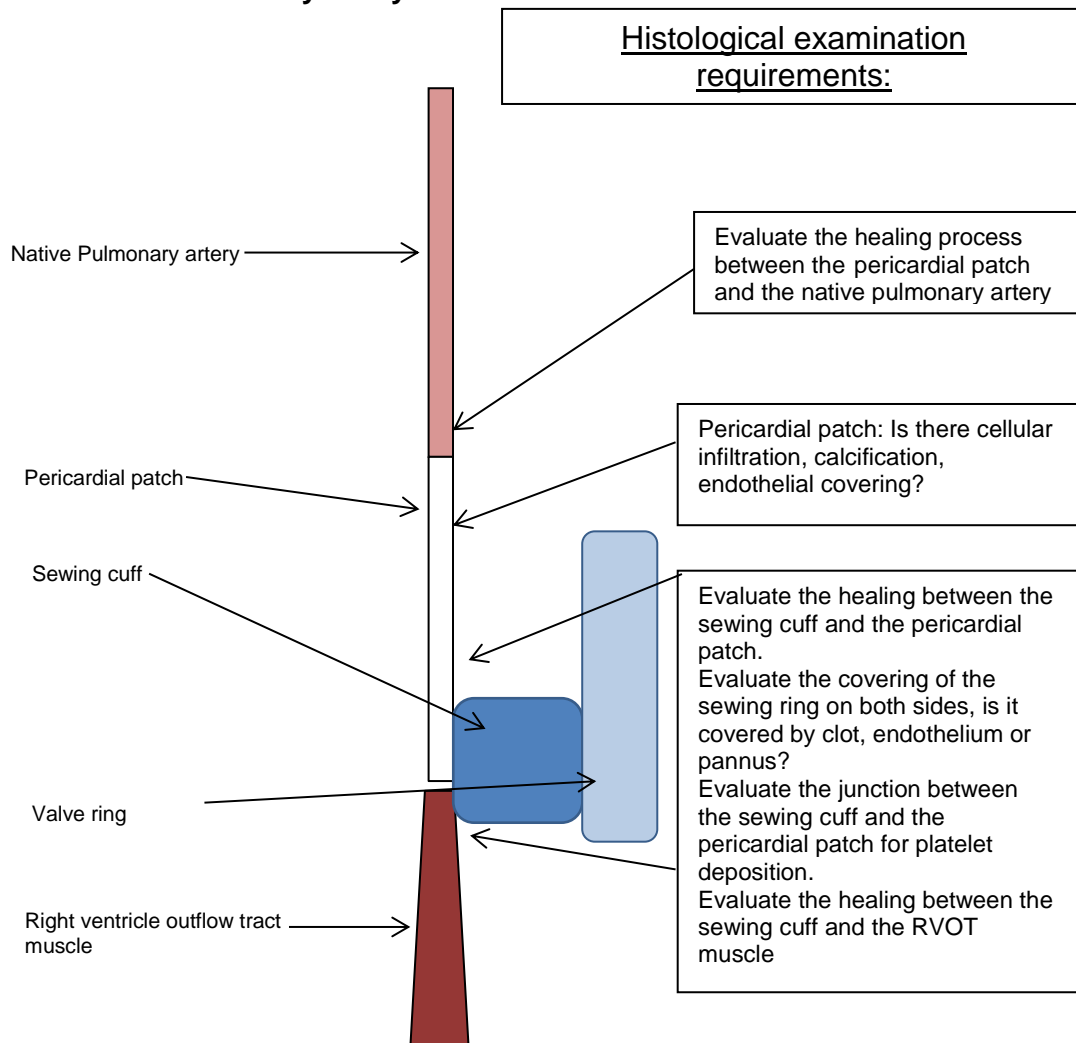 Histological examination
requirements:
Native Pulmonary artery
Evaluate the healing process
between the pericardial patch
and the native pulmonary artery
Pericardial patch
Pericardial patch: Is there cellular
infiltration, calcification,
endothelial covering?
Sewing cuff
Evaluate the healing between the
sewing cuff and the pericardial
patch.
Evaluate the covering of the
sewing ring on both sides, is it
covered by clot, endothelium or
pannus?
Evaluate the junction between
the sewing cuff and the
pericardial patch for platelet
deposition.
Evaluate the healing between the
sewing cuff and the RVOT
muscle
Valve ring
Right ventricle outflow tract
muscle